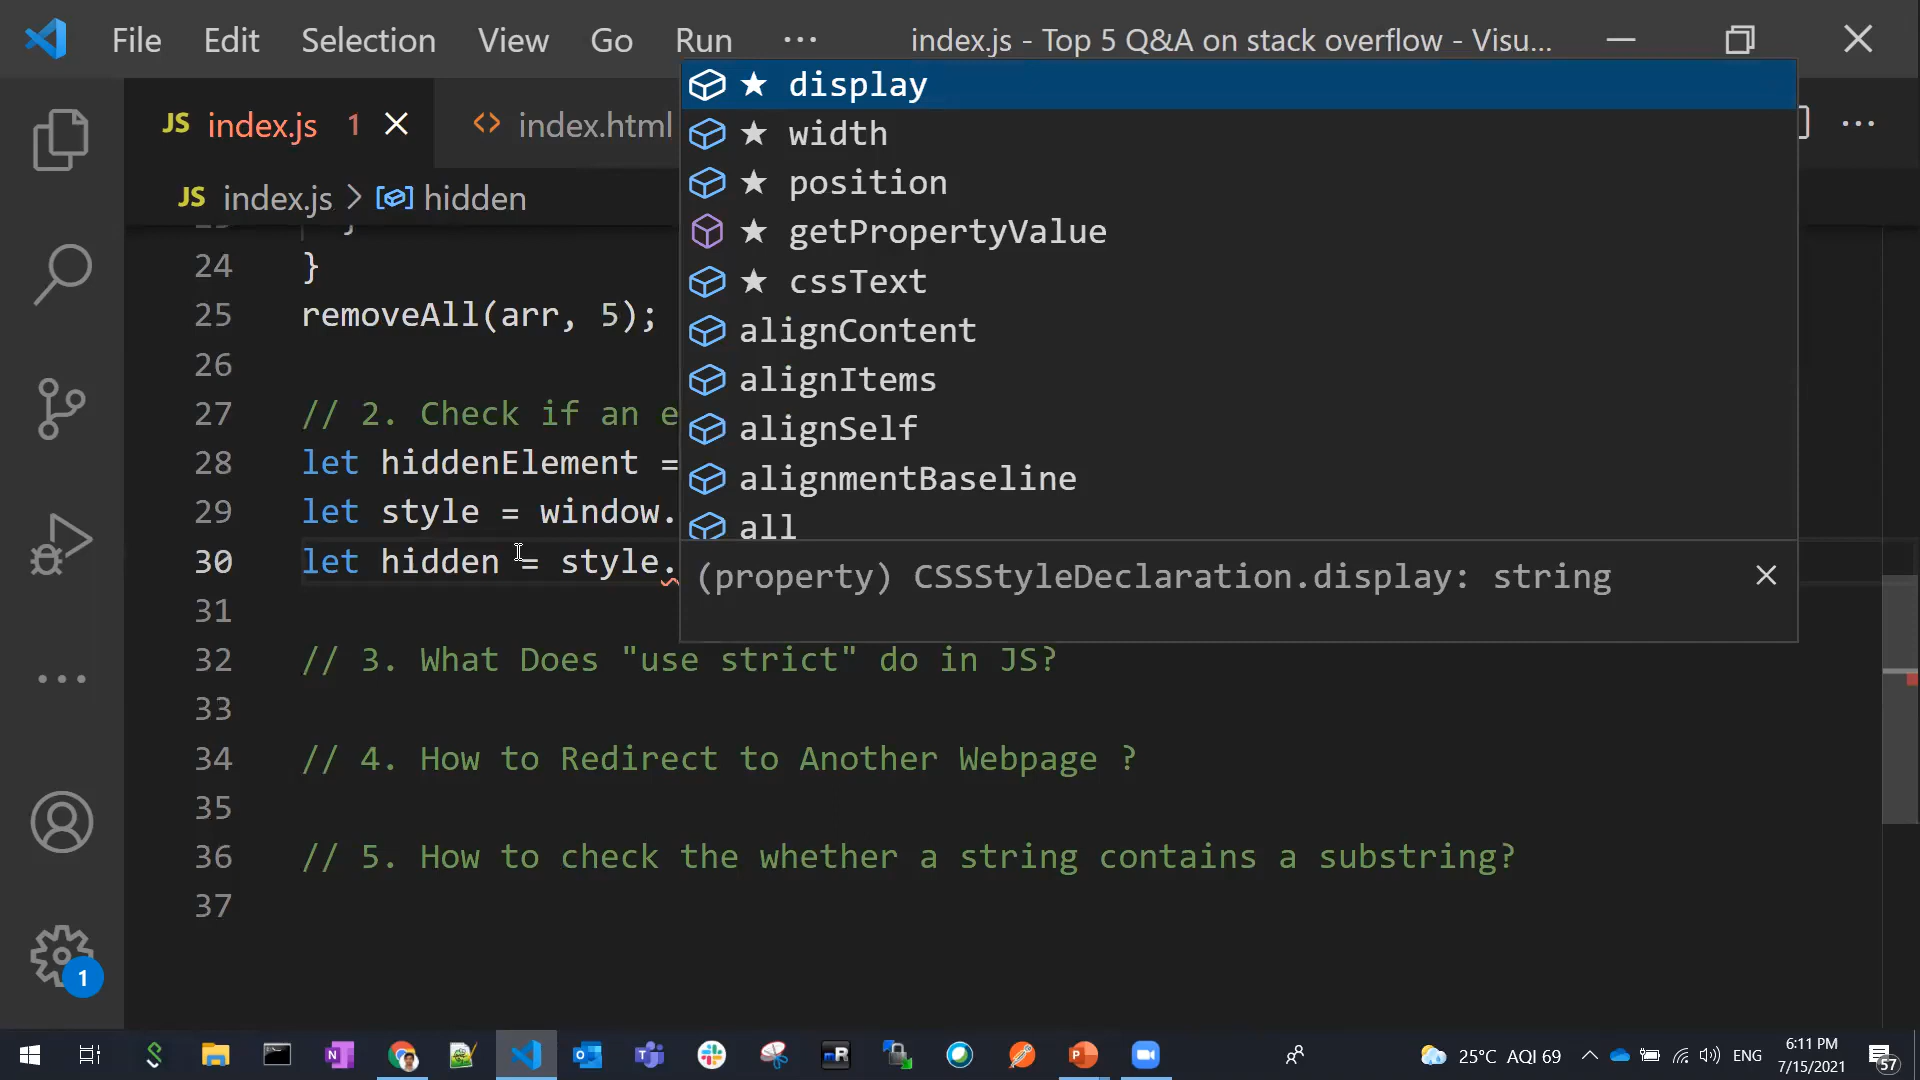 File Edit Selection View Go Run ··· index.js - Top 5 Q&A on stack overflow - Visu...
JS index.js 1 <> index.html
JS index.js > hidden
★ display
★ width
★ position
★ getPropertyValue
★ cssText
alignContent
alignItems
alignSelf
alignmentBaseline
all
(property) CSSStyleDeclaration.display: string
24 }
25 removeAll(arr, 5);
26
27 // 2. Check if an e
28 let hiddenElement =
29 let style = window.
30 let hidden = style.
31
32 // 3. What Does "use strict" do in JS?
33
34 // 4. How to Redirect to Another Webpage ?
35
36 // 5. How to check the whether a string contains a substring?
37
1
25°C AQI 69 ENG 6:11 PM
7/15/2021 57